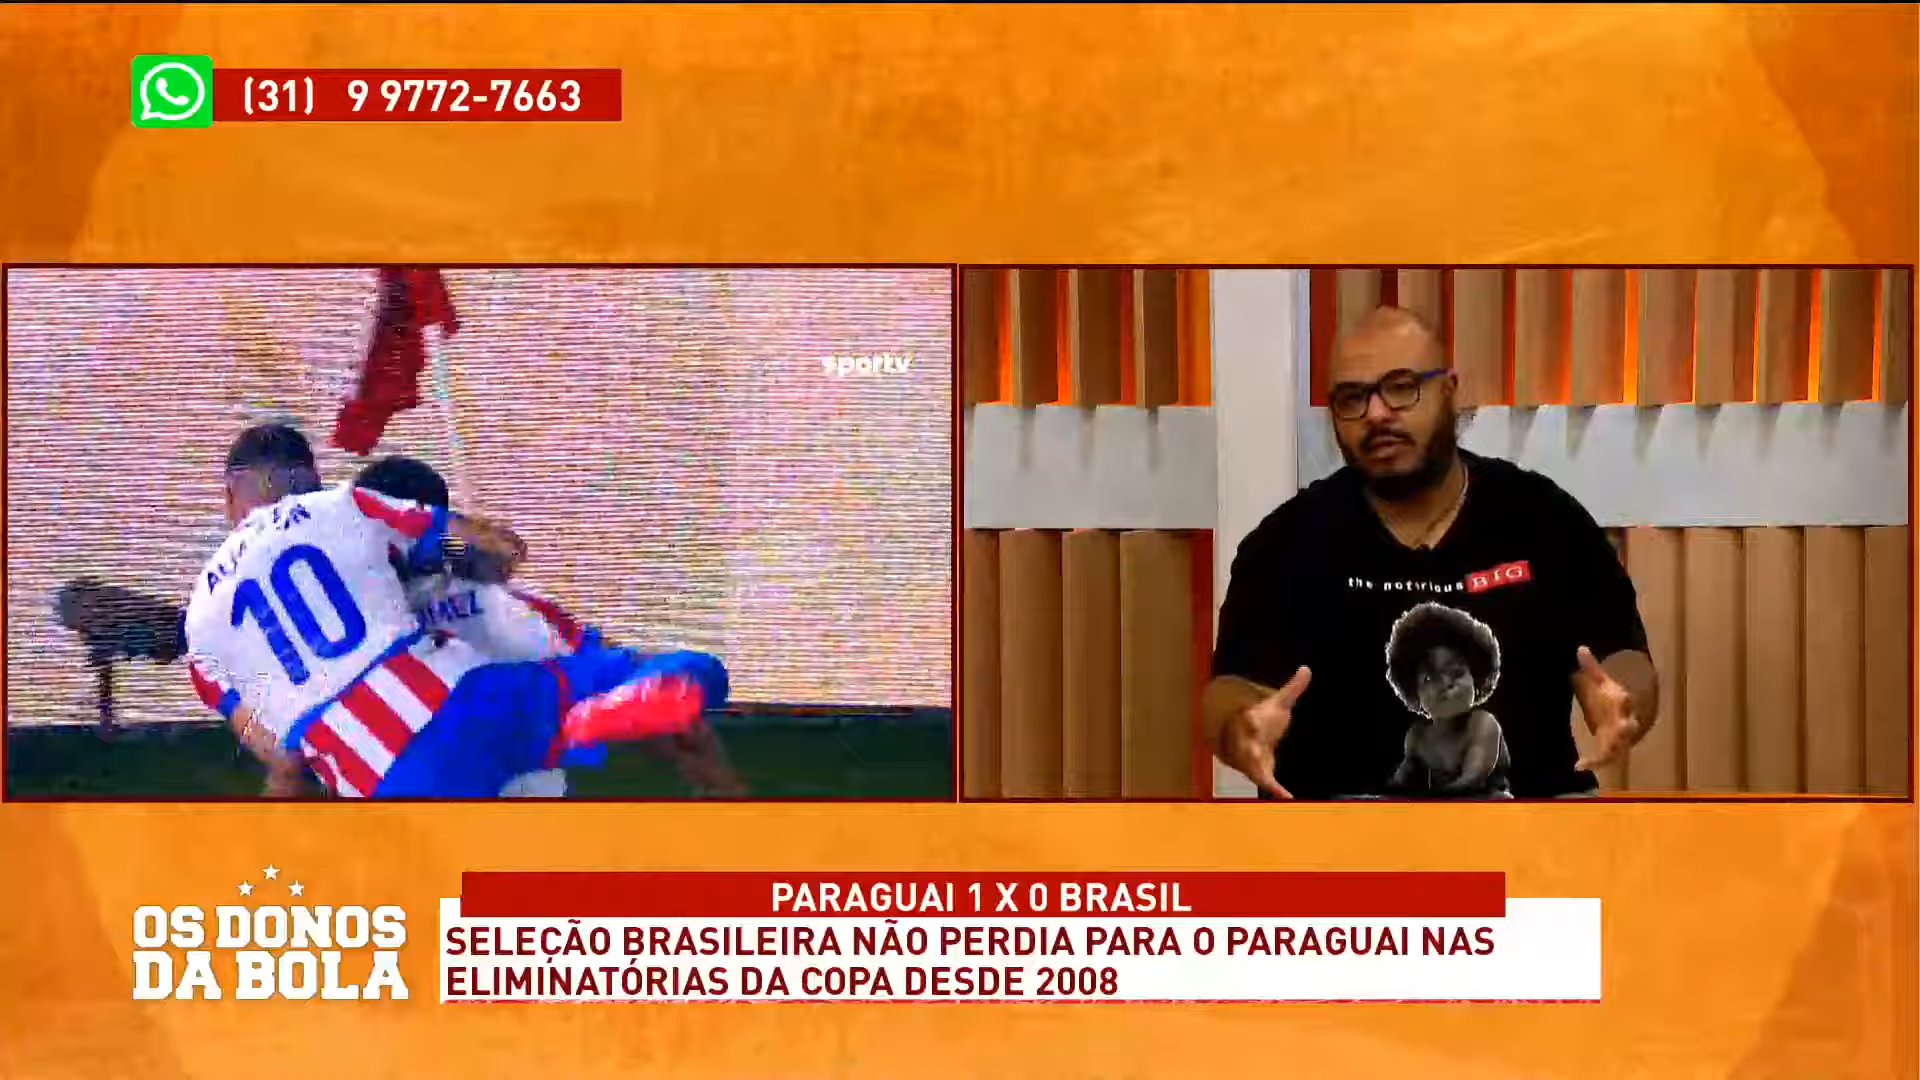 (31) 9 9772-7663
sportv
10
the notorious BIG
OS DONOS
DA BOLA
PARAGUAI 1 X 0 BRASIL
SELEÇÃO BRASILEIRA NÃO PERDIA PARA O PARAGUAI NAS
ELIMINATÓRIAS DA COPA DESDE 2008